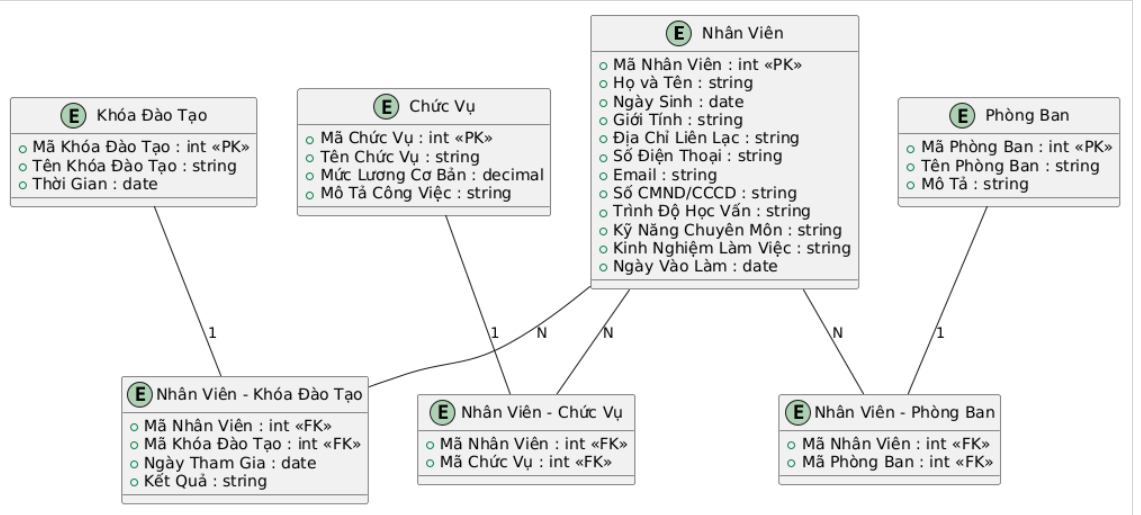 E Nhân Viên
Mã Nhân Viên : int «PK»
Họ và Tên : string
Ngày Sinh : date
Giới Tính : string
Địa Chỉ Liên Lạc : string
Số Điện Thoại : string
Email : string
Số CMND/CCCD : string
Trình Độ Học Vấn : string
Kỹ Năng Chuyên Môn : string
Kinh Nghiệm Làm Việc : string
Ngày Vào Làm : date
E Khóa Đào Tạo
Mã Khóa Đào Tạo : int «PK»
Tên Khóa Đào Tạo : string
Thời Gian : date
E Chức Vụ
Mã Chức Vụ : int «PK»
Tên Chức Vụ : string
Mức Lương Cơ Bản : decimal
Mô Tả Công Việc : string
E Phòng Ban
Mã Phòng Ban : int «PK»
Tên Phòng Ban : string
Mô Tả : string
1
1
N
N
N
1
E Nhân Viên - Khóa Đào Tạo
Mã Nhân Viên : int «FK»
Mã Khóa Đào Tạo : int «FK»
Ngày Tham Gia : date
Kết Quả : string
E Nhân Viên - Chức Vụ
Mã Nhân Viên : int «FK»
Mã Chức Vụ : int «FK»
E Nhân Viên - Phòng Ban
Mã Nhân Viên : int «FK»
Mã Phòng Ban : int «FK»